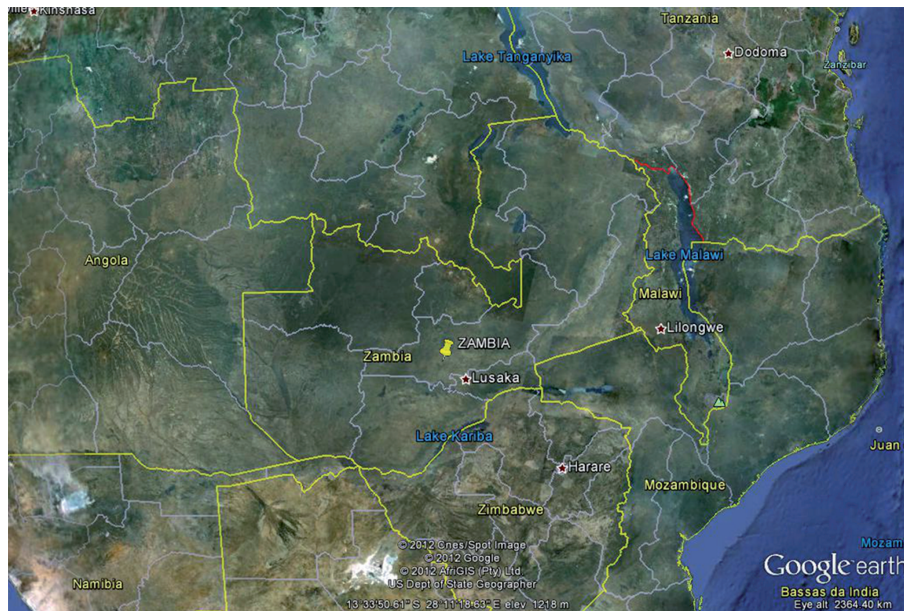 Kinshasa
Tanzania
Lake Tanganyika
Dodoma
Zanzibar
Angola
Lake Malawi
Malawi
Lilongwe
ZAMBIA
Zambia
Lusaka
Lake Kariba
Juan
Harare
Mozambique
Zimbabwe
© 2012 Cnes/Spot Image
© 2012 Google
© 2012 AfriGIS (Pty) Ltd
US Dept of State Geographer
Mozam
Google earth
Namibia
Bassas da India
13°33'50.61" S 28°11'18.63" E elev 1218 m
Eye alt 2364.40 km